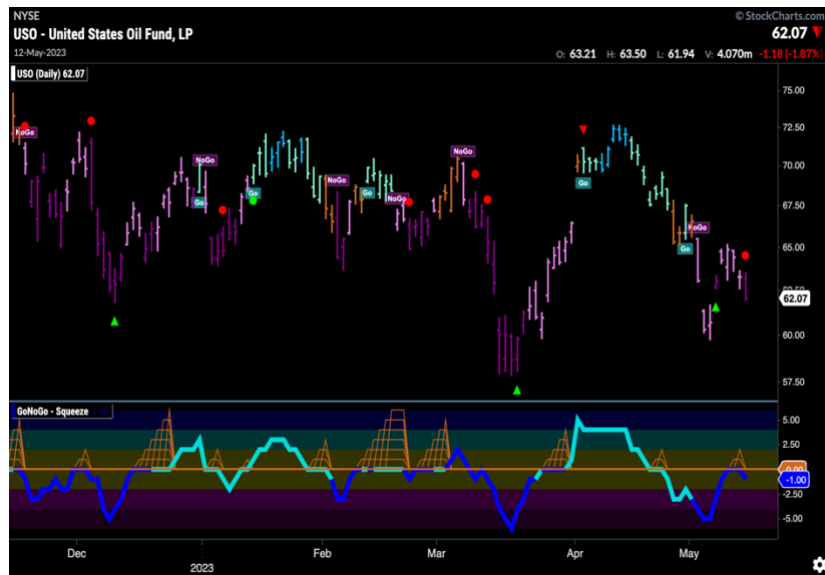 NYSE © StockCharts.com
USO - United States Oil Fund, LP 62.07
12-May-2023 O: 63.21 H: 63.50 L: 61.94 V: 4.070m -1.18 (-1.87%)
USO (Daily) 62.07
75.00
NoGo
72.50
NoGo
NoGo
70.00
NoGo
Go
Go
Go
NoGo
67.50
Go
NoGo
65.00
Go
62.07
60.00
57.50
GoNoGo - Squeeze
5.00
2.50
0.00
-1.00
-2.50
-5.00
Dec Feb Mar Apr May
2023